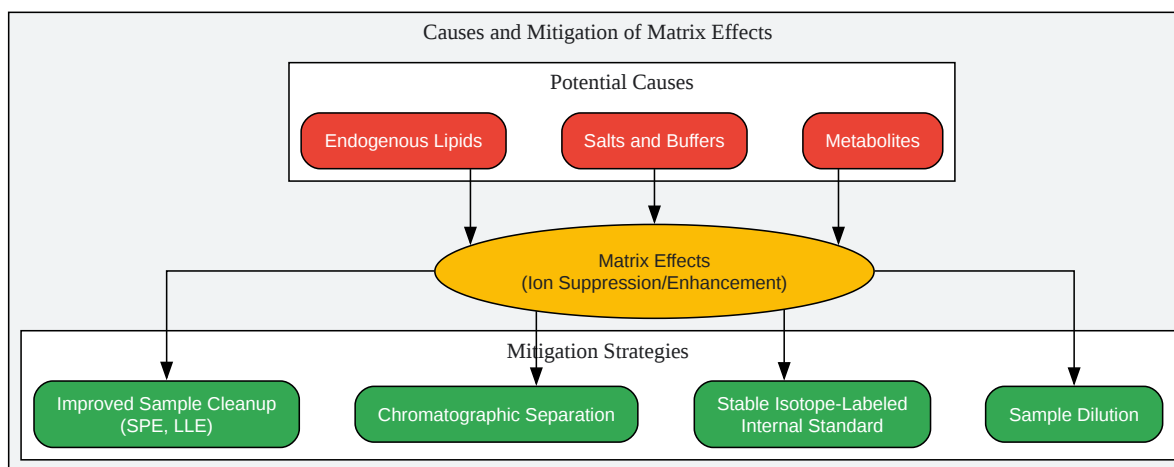 Causes and Mitigation of Matrix Effects
Potential Causes
Endogenous Lipids
Salts and Buffers
Metabolites
Matrix Effects
(Ion Suppression/Enhancement)
Mitigation Strategies
Improved Sample Cleanup
(SPE, LLE)
Chromatographic Separation
Stable Isotope-Labeled
Internal Standard
Sample Dilution